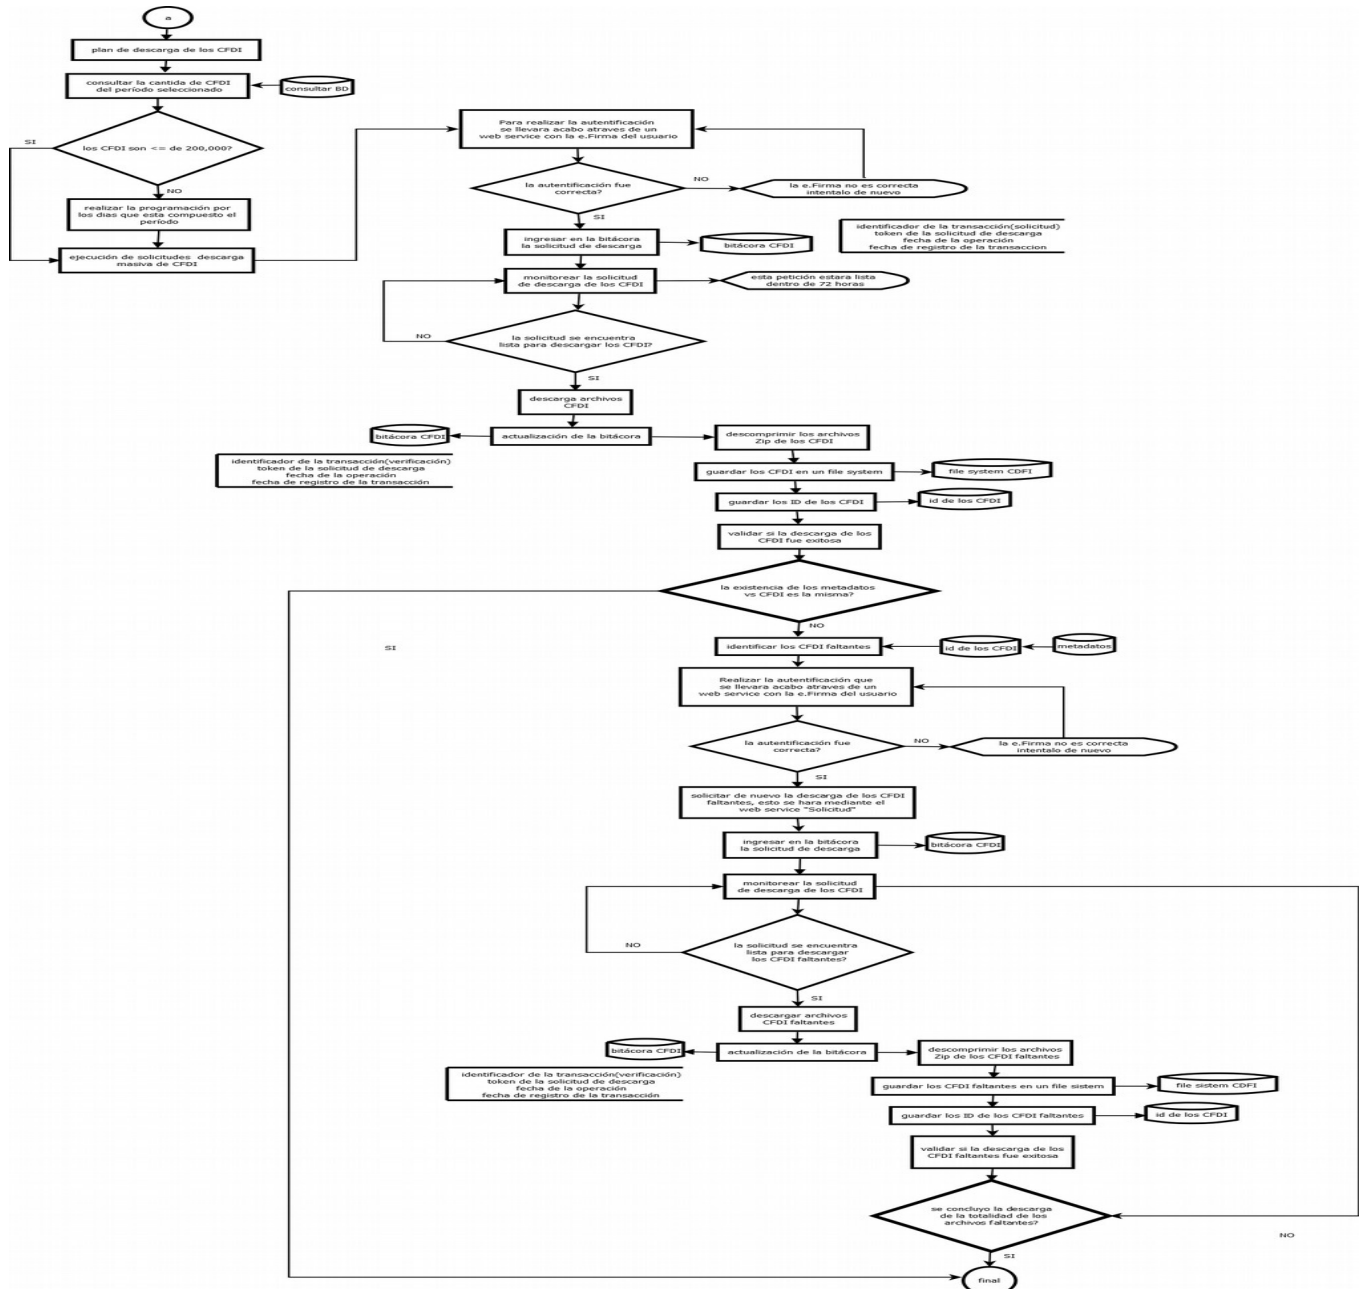 a
plan de descarga de los CFDI
consultar la cantida de CFDI
del período seleccionado
consultar BD
los CFDI son <= de 200,000?
SI
NO
realizar la programación por
los dias que esta compuesto el
período
ejecución de solicitudes descarga
masiva de CFDI
Para realizar la autentificación
se llevara acabo atraves de un
web service con la e.Firma del usuario
la autentificación fue
correcta?
NO
la e.Firma no es correcta
intentalo de nuevo
SI
ingresar en la bitácora
la solicitud de descarga
bitácora CFDI
identificador de la transacción(solicitud)
token de la solicitud de descarga
fecha de la operación
fecha de registro de la transaccion
monitorear la solicitud
de descarga de los CFDI
esta petición estara lista
dentro de 72 horas
la solicitud se encuentra
lista para descargar los CFDI?
NO
SI
descarga archivos
CFDI
actualización de la bitácora
bitácora CFDI
identificador de la transacción(verificación)
token de la solicitud de descarga
fecha de la operación
fecha de registro de la transacción
descomprimir los archivos
Zip de los CFDI
guardar los CFDI en un file system
file system CDFI
guardar los ID de los CFDI
id de los CFDI
validar si la descarga de los
CFDI fue exitosa
la existencia de los metadatos
vs CFDI es la misma?
SI
NO
identificar los CFDI faltantes
id de los CFDI
metadatos
Realizar la autentificación que
se llevara acabo atraves de un
web service con la e.Firma del usuario
la autentificación fue
correcta?
NO
la e.Firma no es correcta
intentalo de nuevo
SI
solicitar de nuevo la descarga de los CFDI
faltantes, esto se hara mediante el
web service "Solicitud"
ingresar en la bitácora
la solicitud de descarga
bitácora CFDI
monitorear la solicitud
de descarga de los CFDI
la solicitud se encuentra
lista para descargar
los CFDI faltantes?
NO
SI
descargar archivos
CFDI faltantes
actualización de la bitácora
bitácora CFDI
identificador de la transacción(verificación)
token de la solicitud de descarga
fecha de la operación
fecha de registro de la transacción
descomprimir los archivos
Zip de los CFDI faltantes
guardar los CFDI faltantes en un file sistem
file sistem CDFI
guardar los ID de los CFDI faltantes
id de los CFDI
validar si la descarga de los
CFDI faltantes fue exitosa
se concluyo la descarga
de la totalidad de los
archivos faltantes?
NO
SI
final